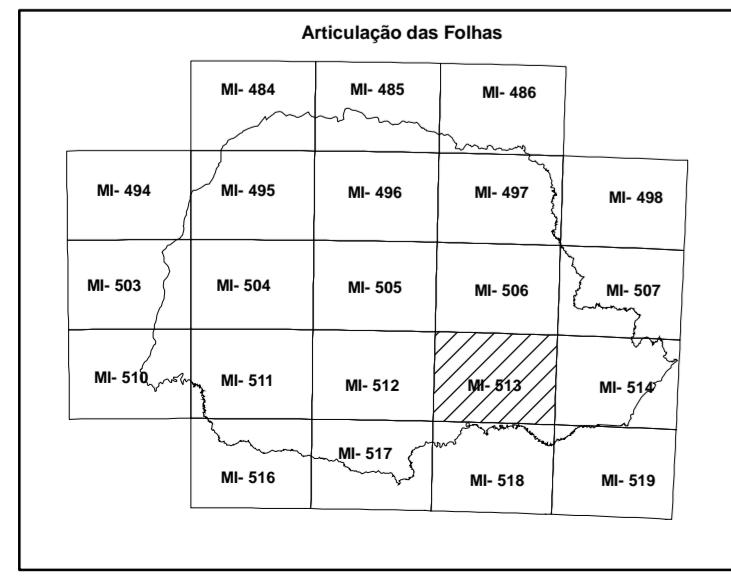 Articulação das Folhas
MI- 484 MI- 485 MI- 486
MI- 494 MI- 495 MI- 496 MI- 497 MI- 498
MI- 503 MI- 504 MI- 505 MI- 506 MI- 507
MI- 510 MI- 511 MI- 512 MI- 513 MI- 514
MI- 516 MI- 517 MI- 518 MI- 519